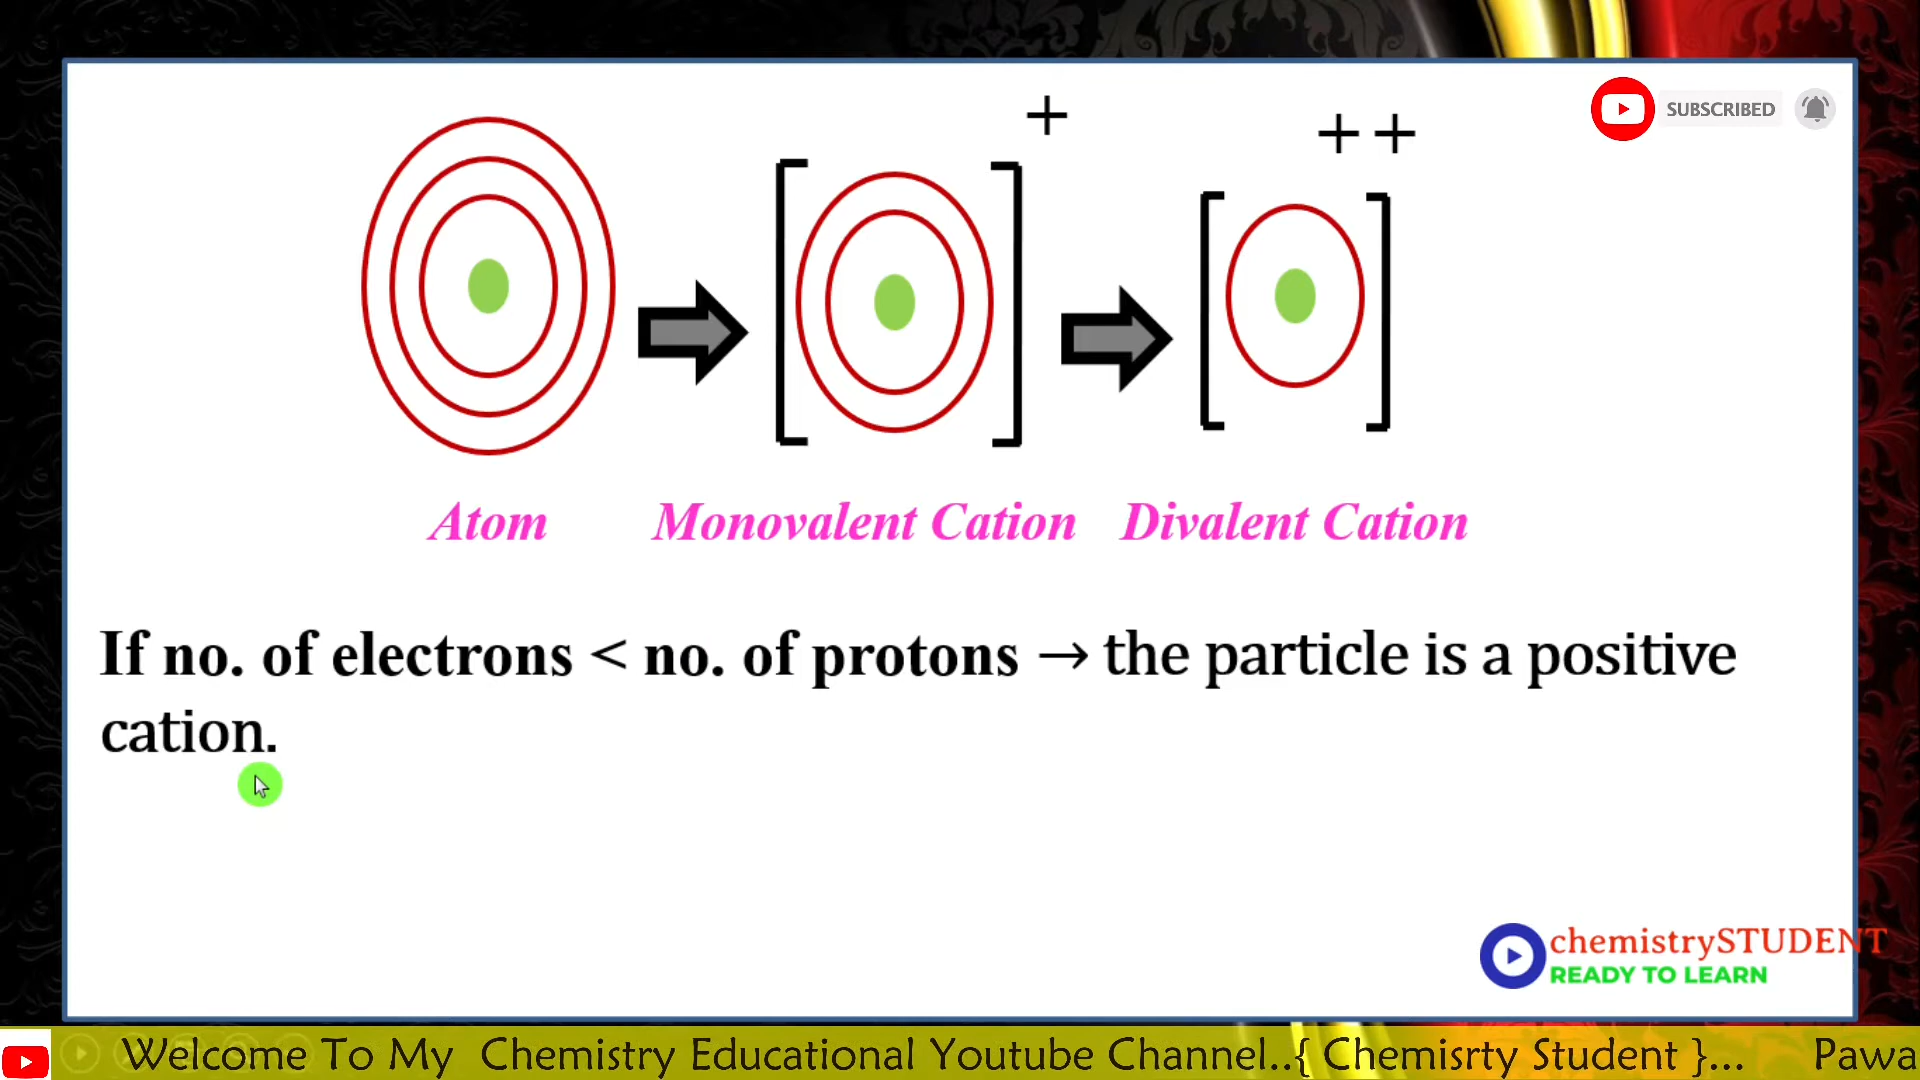 SUBSCRIBED
+
++
Atom
Monovalent Cation
Divalent Cation
If no. of electrons < no. of protons → the particle is a positive
cation.
chemistrySTUDENT
READY TO LEARN
Welcome To My Chemistry Educational Youtube Channel..{ Chemisrty Student }... Pawa